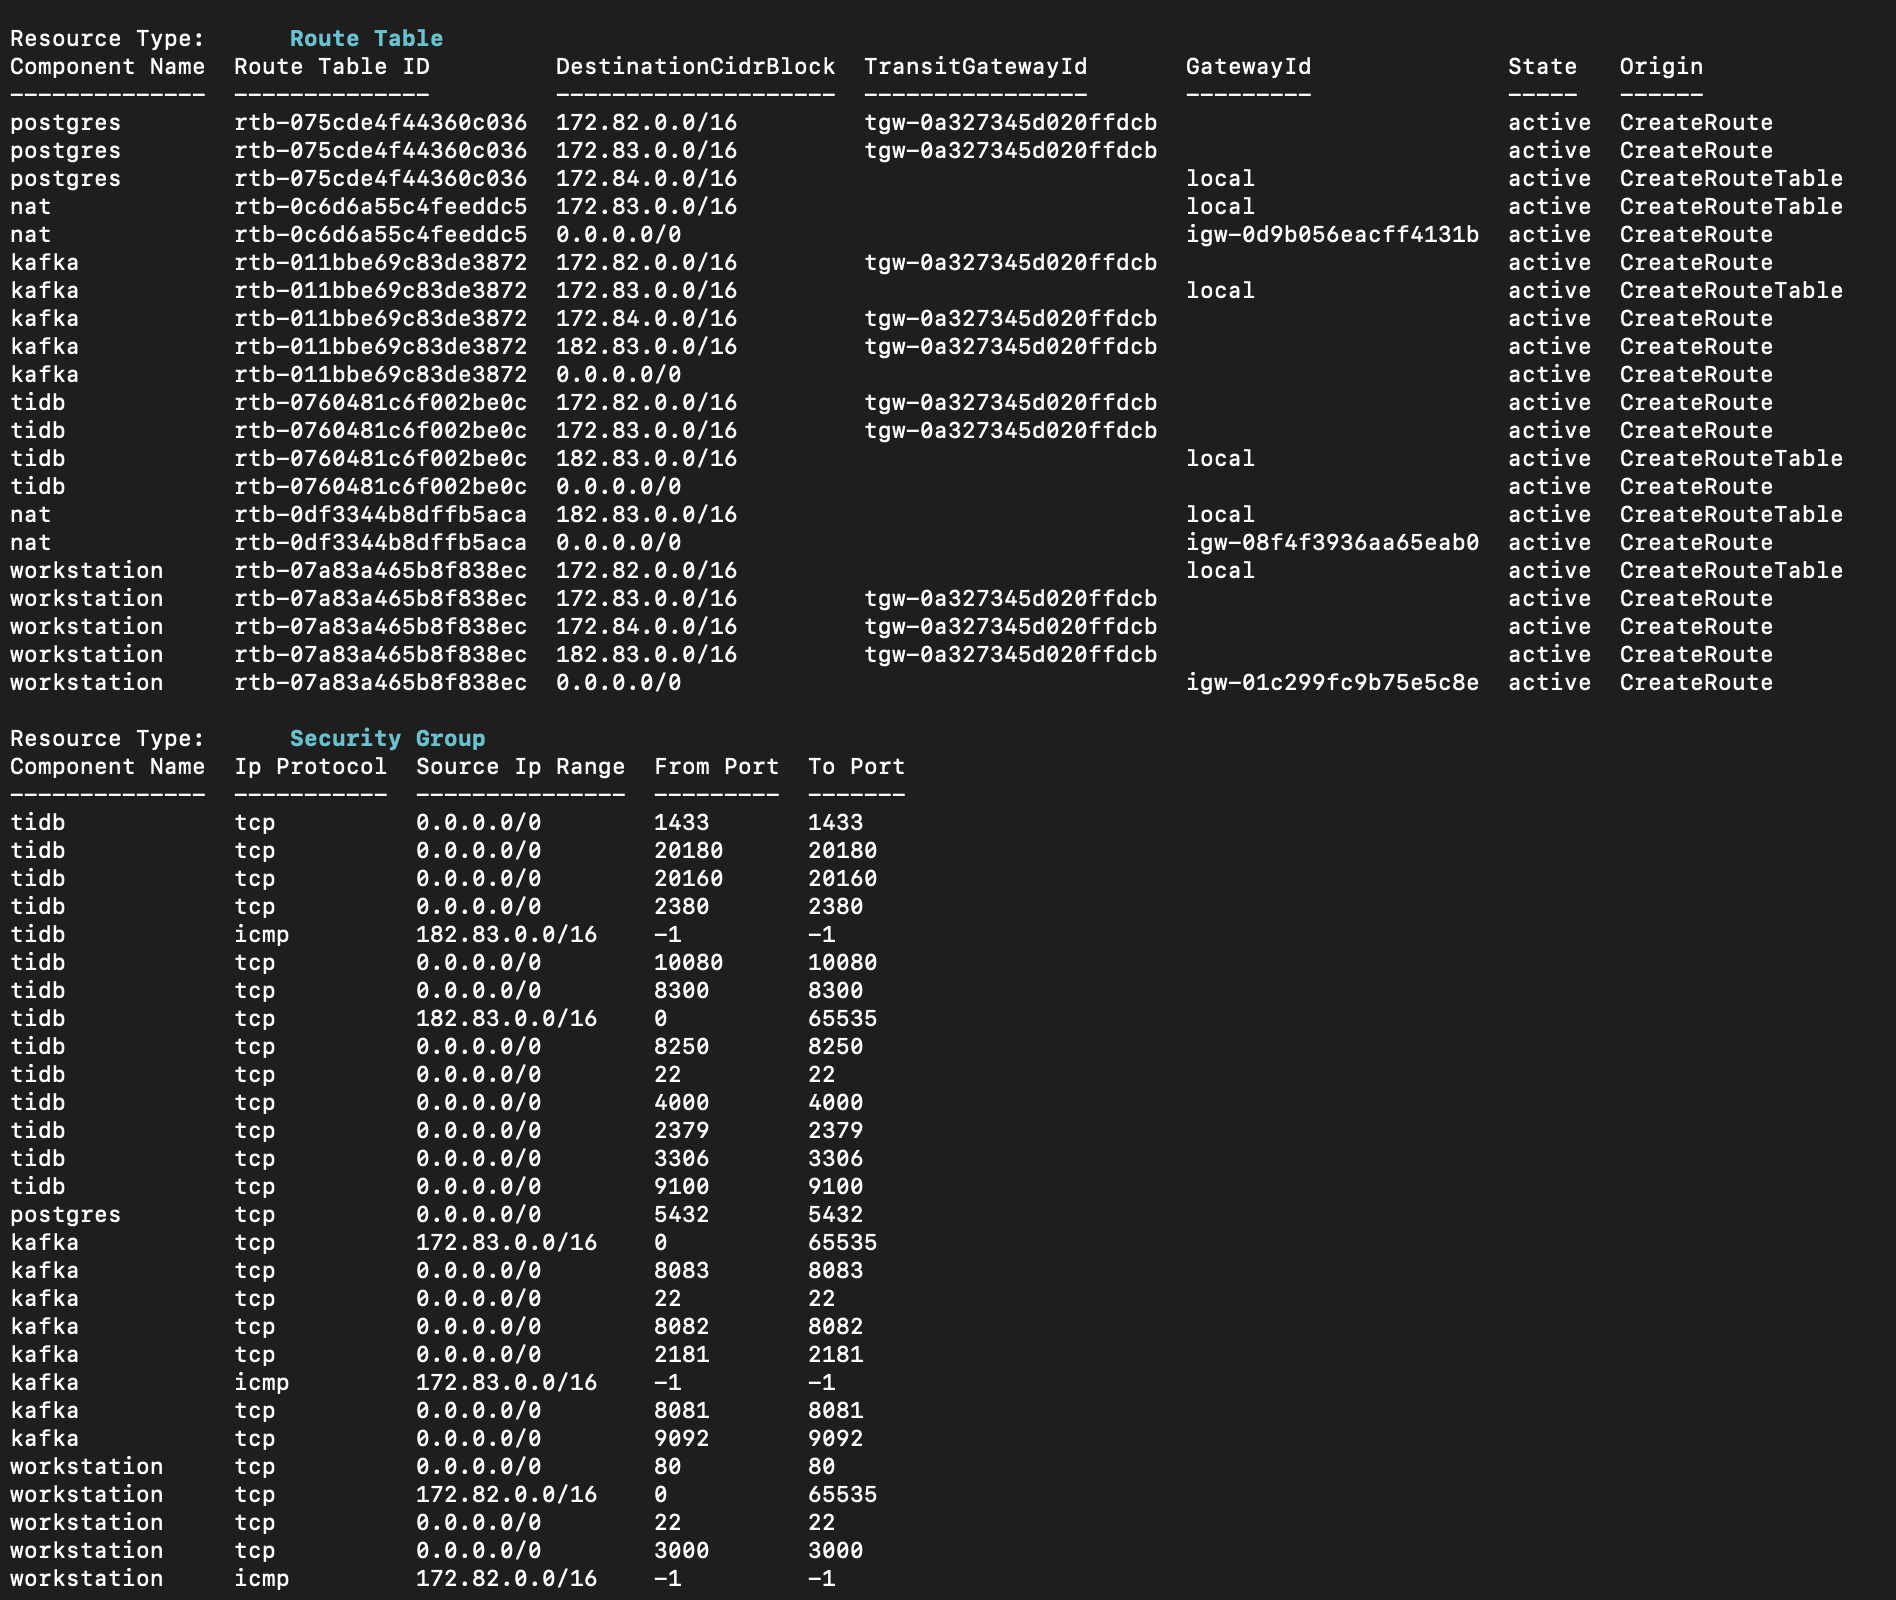 Resource Type:      Route Table
Component Name  Route Table ID         DestinationCidrBlock  TransitGatewayId       GatewayId              State   Origin
--------------  --------------         --------------------  ----------------       ---------              -----   ------
postgres        rtb-075cde4f44360c036  172.82.0.0/16         tgw-0a327345d020ffdcb                         active  CreateRoute
postgres        rtb-075cde4f44360c036  172.83.0.0/16         tgw-0a327345d020ffdcb                         active  CreateRoute
postgres        rtb-075cde4f44360c036  172.84.0.0/16                                local                  active  CreateRouteTable
nat             rtb-0c6d6a55c4feeddc5  172.83.0.0/16                                local                  active  CreateRouteTable
nat             rtb-0c6d6a55c4feeddc5  0.0.0.0/0                                    igw-0d9b056eacff4131b  active  CreateRoute
kafka           rtb-011bbe69c83de3872  172.82.0.0/16         tgw-0a327345d020ffdcb                         active  CreateRoute
kafka           rtb-011bbe69c83de3872  172.83.0.0/16                                local                  active  CreateRouteTable
kafka           rtb-011bbe69c83de3872  172.84.0.0/16         tgw-0a327345d020ffdcb                         active  CreateRoute
kafka           rtb-011bbe69c83de3872  182.83.0.0/16         tgw-0a327345d020ffdcb                         active  CreateRoute
kafka           rtb-011bbe69c83de3872  0.0.0.0/0                                                           active  CreateRoute
tidb            rtb-0760481c6f002be0c  172.82.0.0/16         tgw-0a327345d020ffdcb                         active  CreateRoute
tidb            rtb-0760481c6f002be0c  172.83.0.0/16         tgw-0a327345d020ffdcb                         active  CreateRoute
tidb            rtb-0760481c6f002be0c  182.83.0.0/16                                local                  active  CreateRouteTable
tidb            rtb-0760481c6f002be0c  0.0.0.0/0                                                           active  CreateRoute
nat             rtb-0df3344b8dffb5aca  182.83.0.0/16                                local                  active  CreateRouteTable
nat             rtb-0df3344b8dffb5aca  0.0.0.0/0                                    igw-08f4f3936aa65eab0  active  CreateRoute
workstation     rtb-07a83a465b8f838ec  172.82.0.0/16                                local                  active  CreateRouteTable
workstation     rtb-07a83a465b8f838ec  172.83.0.0/16         tgw-0a327345d020ffdcb                         active  CreateRoute
workstation     rtb-07a83a465b8f838ec  172.84.0.0/16         tgw-0a327345d020ffdcb                         active  CreateRoute
workstation     rtb-07a83a465b8f838ec  182.83.0.0/16         tgw-0a327345d020ffdcb                         active  CreateRoute
workstation     rtb-07a83a465b8f838ec  0.0.0.0/0                                    igw-01c299fc9b75e5c8e  active  CreateRoute
Resource Type:      Security Group
Component Name  Ip Protocol  Source Ip Range  From Port  To Port
--------------  -----------  ---------------  ---------  -------
tidb            tcp          0.0.0.0/0        1433       1433
tidb            tcp          0.0.0.0/0        20180      20180
tidb            tcp          0.0.0.0/0        20160      20160
tidb            tcp          0.0.0.0/0        2380       2380
tidb            icmp         182.83.0.0/16    -1         -1
tidb            tcp          0.0.0.0/0        10080      10080
tidb            tcp          0.0.0.0/0        8300       8300
tidb            tcp          182.83.0.0/16    0          65535
tidb            tcp          0.0.0.0/0        8250       8250
tidb            tcp          0.0.0.0/0        22         22
tidb            tcp          0.0.0.0/0        4000       4000
tidb            tcp          0.0.0.0/0        2379       2379
tidb            tcp          0.0.0.0/0        3306       3306
tidb            tcp          0.0.0.0/0        9100       9100
postgres        tcp          0.0.0.0/0        5432       5432
kafka           tcp          172.83.0.0/16    0          65535
kafka           tcp          0.0.0.0/0        8083       8083
kafka           tcp          0.0.0.0/0        22         22
kafka           tcp          0.0.0.0/0        8082       8082
kafka           tcp          0.0.0.0/0        2181       2181
kafka           icmp         172.83.0.0/16    -1         -1
kafka           tcp          0.0.0.0/0        8081       8081
kafka           tcp          0.0.0.0/0        9092       9092
workstation     tcp          0.0.0.0/0        80         80
workstation     tcp          172.82.0.0/16    0          65535
workstation     tcp          0.0.0.0/0        22         22
workstation     tcp          0.0.0.0/0        3000       3000
workstation     icmp         172.82.0.0/16    -1         -1